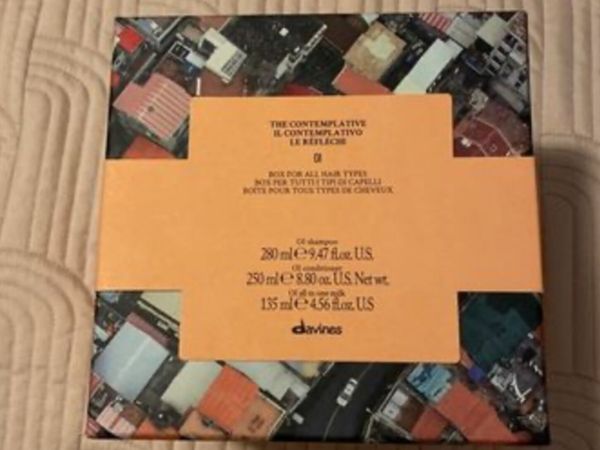 THE CONTEMPLATIVE
IL CONTEMPLATIVO
LE RÉFLÉCHI
OI
BOX FOR ALL HAIR TYPES
BOX PER TUTTI I TIPI DI CAPELLI
BOITE POUR TOUS TYPES DE CHEVEUX
OI shampoo
280 ml ℮ 9.47 fl.oz. U.S.
OI conditioner
250 ml ℮ 8.80 oz. U.S. Net wt.
OI all in one milk
135 ml ℮ 4.56 fl.oz. U.S
davines